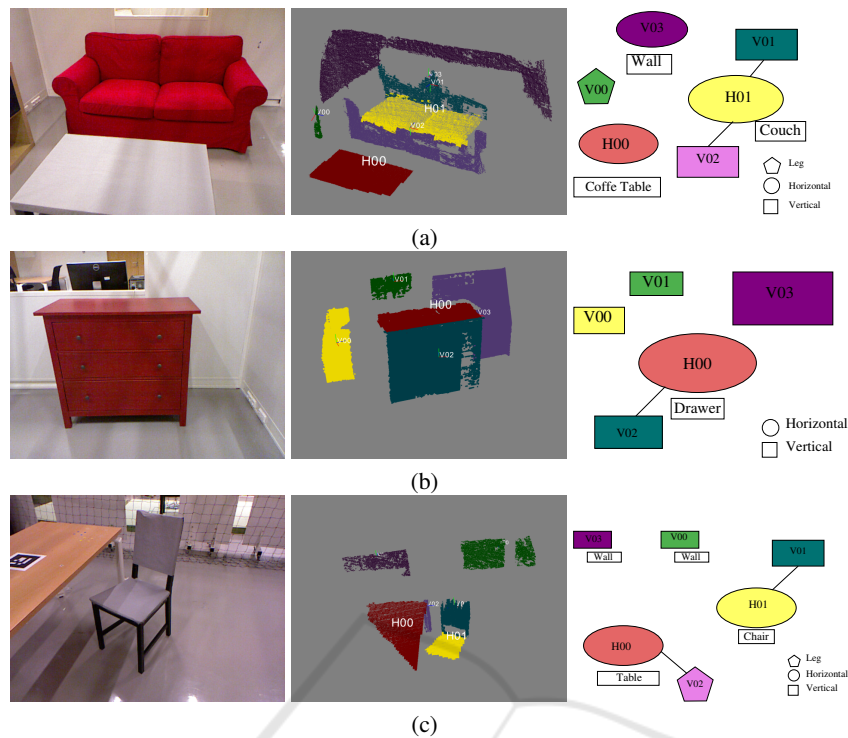 V03
Wall
V00
H00
Coffe Table
V01
H01
Couch
V02
Leg
Horizontal
Vertical
V00
V01
H01
V02
H00
(a)
V01
H00
V03
V00
V02
V01
V03
V00
H00
Drawer
V02
Horizontal
Vertical
(b)
H00
V02
H01
V03
Wall
V00
Wall
V01
H01
Chair
H00
Table
V02
Leg
Horizontal
Vertical
(c)